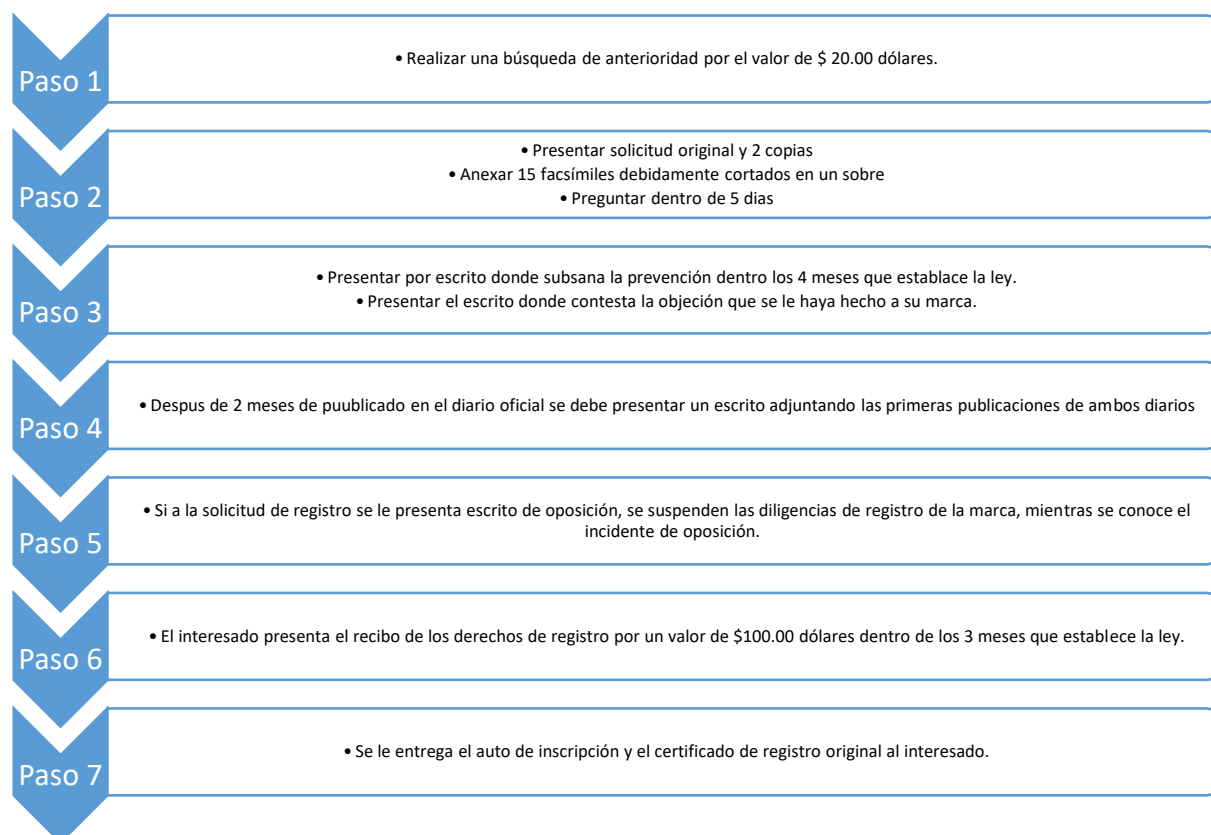 Paso 1
• Realizar una búsqueda de anterioridad por el valor de $ 20.00 dólares.
Paso 2
• Presentar solicitud original y 2 copias
• Anexar 15 facsímiles debidamente cortados en un sobre
• Preguntar dentro de 5 dias
Paso 3
• Presentar por escrito donde subsana la prevención dentro los 4 meses que establace la ley.
• Presentar el escrito donde contesta la objeción que se le haya hecho a su marca.
Paso 4
• Despus de 2 meses de puublicado en el diario oficial se debe presentar un escrito adjuntando las primeras publicaciones de ambos diarios
Paso 5
• Si a la solicitud de registro se le presenta escrito de oposición, se suspenden las diligencias de registro de la marca, mientras se conoce el
incidente de oposición.
Paso 6
• El interesado presenta el recibo de los derechos de registro por un valor de $100.00 dólares dentro de los 3 meses que establece la ley.
Paso 7
• Se le entrega el auto de inscripción y el certificado de registro original al interesado.